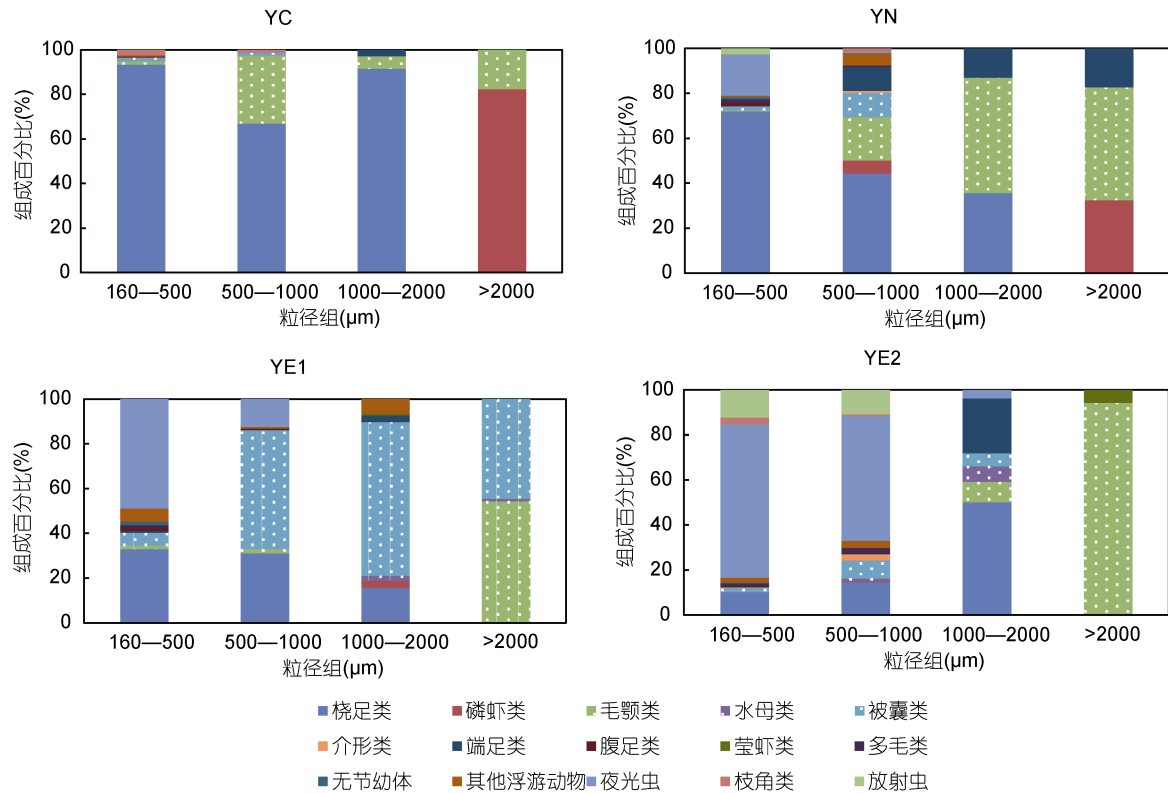 YC
100
80
60
40
20
0
组成百分比(%)
160—500
500—1000
1000—2000
>2000
粒径组(μm)
YN
100
80
60
40
20
0
组成百分比(%)
160—500
500—1000
1000—2000
>2000
粒径组(μm)
YE1
100
80
60
40
20
0
组成百分比(%)
160—500
500—1000
1000—2000
>2000
粒径组(μm)
YE2
100
80
60
40
20
0
组成百分比(%)
160—500
500—1000
1000—2000
>2000
粒径组(μm)
桡足类 磷虾类 毛颚类 水母类 被囊类
介形类 端足类 腹足类 莹虾类 多毛类
无节幼体 其他浮游动物 夜光虫 枝角类 放射虫